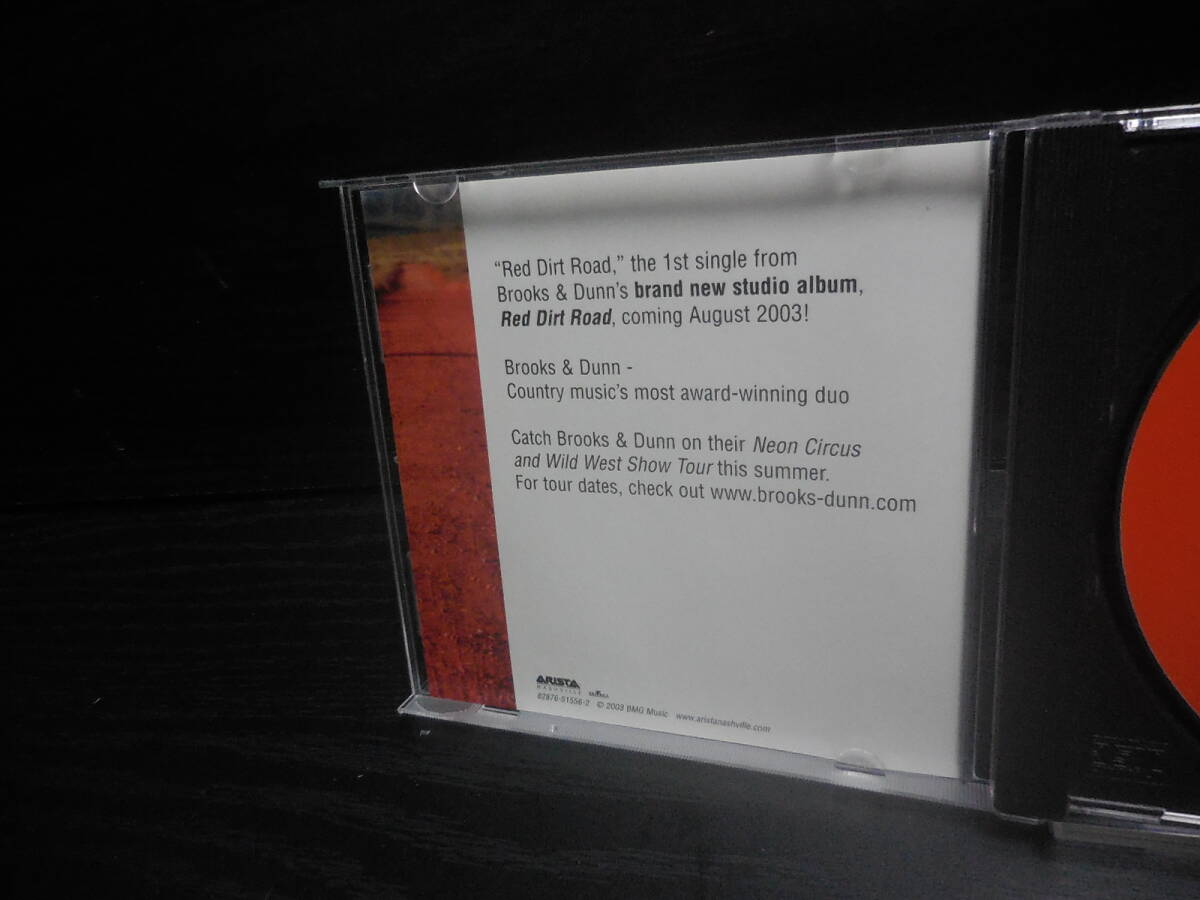 “Red Dirt Road,” the 1st single from
Brooks & Dunn’s brand new studio album,
Red Dirt Road, coming August 2003!
Brooks & Dunn -
Country music’s most award-winning duo
Catch Brooks & Dunn on their Neon Circus
and Wild West Show Tour this summer.
For tour dates, check out www.brooks-dunn.com
ARISTA
NASHVILLE
82876-51556-2 © 2003 BMG Music www.aristanashville.com